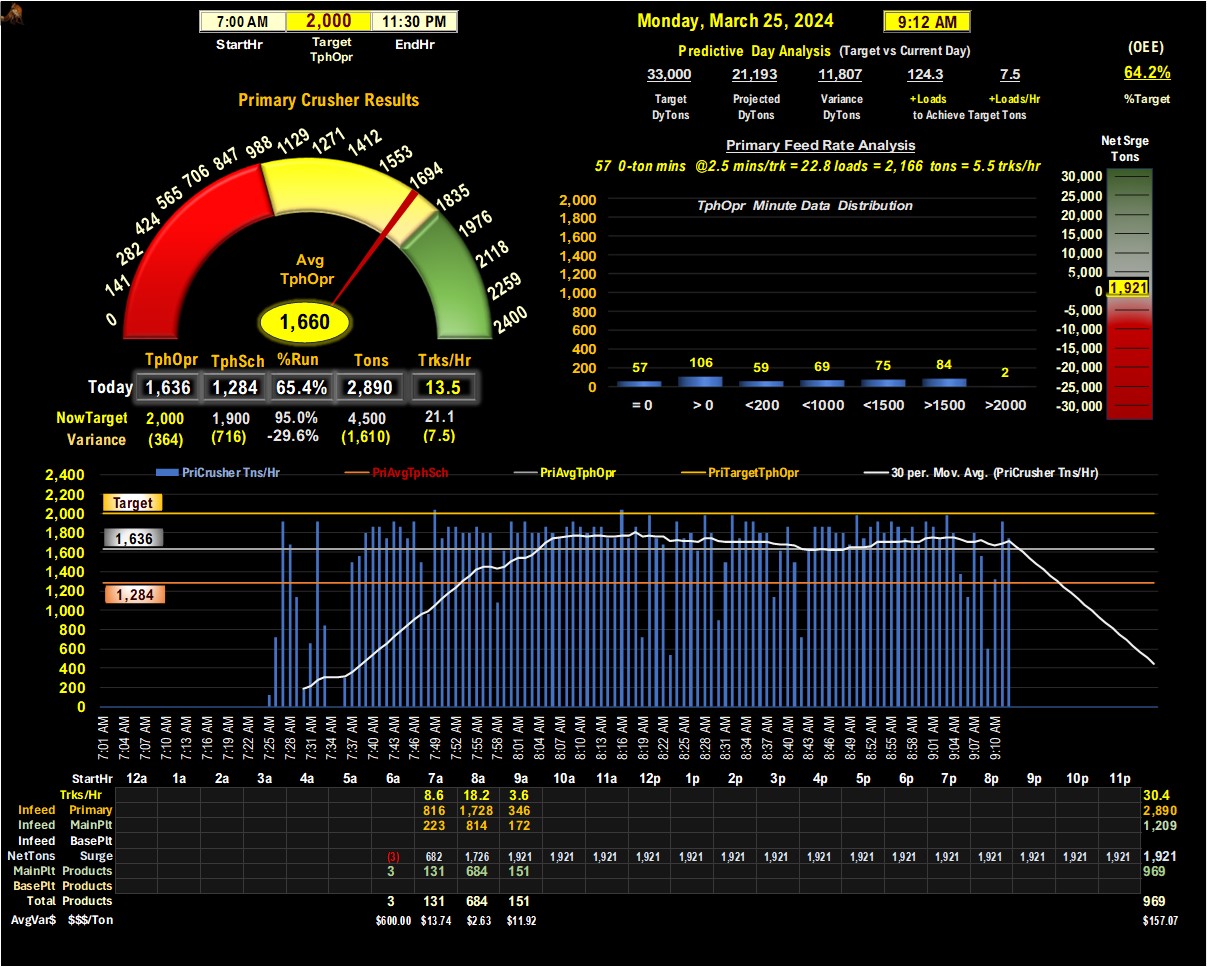 7:00 AM 2,000 11:30 PM
StartHr Target TphOpr EndHr
Monday, March 25, 2024 9:12 AM
Predictive Day Analysis (Target vs Current Day)
33,000 21,193 11,807 124.3 7.5
Target DyTons Projected DyTons Variance DyTons +Loads +Loads/Hr
to Achieve Target Tons
(OEE)
64.2%
%Target
Primary Crusher Results
0 141 282 424 565 706 847 988 1129 1271 1412 1553 1694 1835 1976 2118 2259 2400
Avg
TphOpr
1,660
TphOpr TphSch %Run Tons Trks/Hr
Today 1,636 1,284 65.4% 2,890 13.5
NowTarget 2,000 1,900 95.0% 4,500 21.1
Variance (364) (716) -29.6% (1,610) (7.5)
Primary Feed Rate Analysis
57 0-ton mins @2.5 mins/trk = 22.8 loads = 2,166 tons = 5.5 trks/hr
TphOpr Minute Data Distribution
2,000
1,800
1,600
1,400
1,200
1,000
800
600
400
200
0
57 106 59 69 75 84 2
= 0 > 0 <200 <1000 <1500 >1500 >2000
Net Srge
Tons
30,000
25,000
20,000
15,000
10,000
5,000
0 1,921
-5,000
-10,000
-15,000
-20,000
-25,000
-30,000
PriCrusher Tns/Hr PriAvgTphSch PriAvgTphOpr PriTargetTphOpr 30 per. Mov. Avg. (PriCrusher Tns/Hr)
2,400
2,200
2,000
1,800
1,600
1,400
1,200
1,000
800
600
400
200
0
Target
1,636
1,284
7:01 AM 7:04 AM 7:07 AM 7:10 AM 7:13 AM 7:16 AM 7:19 AM 7:22 AM 7:25 AM 7:28 AM 7:31 AM 7:34 AM 7:37 AM 7:40 AM 7:43 AM 7:46 AM 7:49 AM 7:52 AM 7:55 AM 7:58 AM 8:01 AM 8:04 AM 8:07 AM 8:10 AM 8:13 AM 8:16 AM 8:19 AM 8:22 AM 8:25 AM 8:28 AM 8:31 AM 8:34 AM 8:37 AM 8:40 AM 8:43 AM 8:46 AM 8:49 AM 8:52 AM 8:55 AM 8:58 AM 9:01 AM 9:04 AM 9:07 AM 9:10 AM
StartHr 12a 1a 2a 3a 4a 5a 6a 7a 8a 9a 10a 11a 12p 1p 2p 3p 4p 5p 6p 7p 8p 9p 10p 11p
Trks/Hr 8.6 18.2 3.6 30.4
Infeed Primary 816 1,728 346 2,890
Infeed MainPlt 223 814 172 1,209
Infeed BasePlt
NetTons Surge (3) 682 1,726 1,921 1,921 1,921 1,921 1,921 1,921 1,921 1,921 1,921 1,921 1,921 1,921 1,921 1,921 1,921 1,921
MainPlt Products 3 131 684 151 969
BasePlt Products
Total Products 3 131 684 151 969
AvgVar$ $$$/Ton $600.00 $13.74 $2.63 $11.92 $157.07